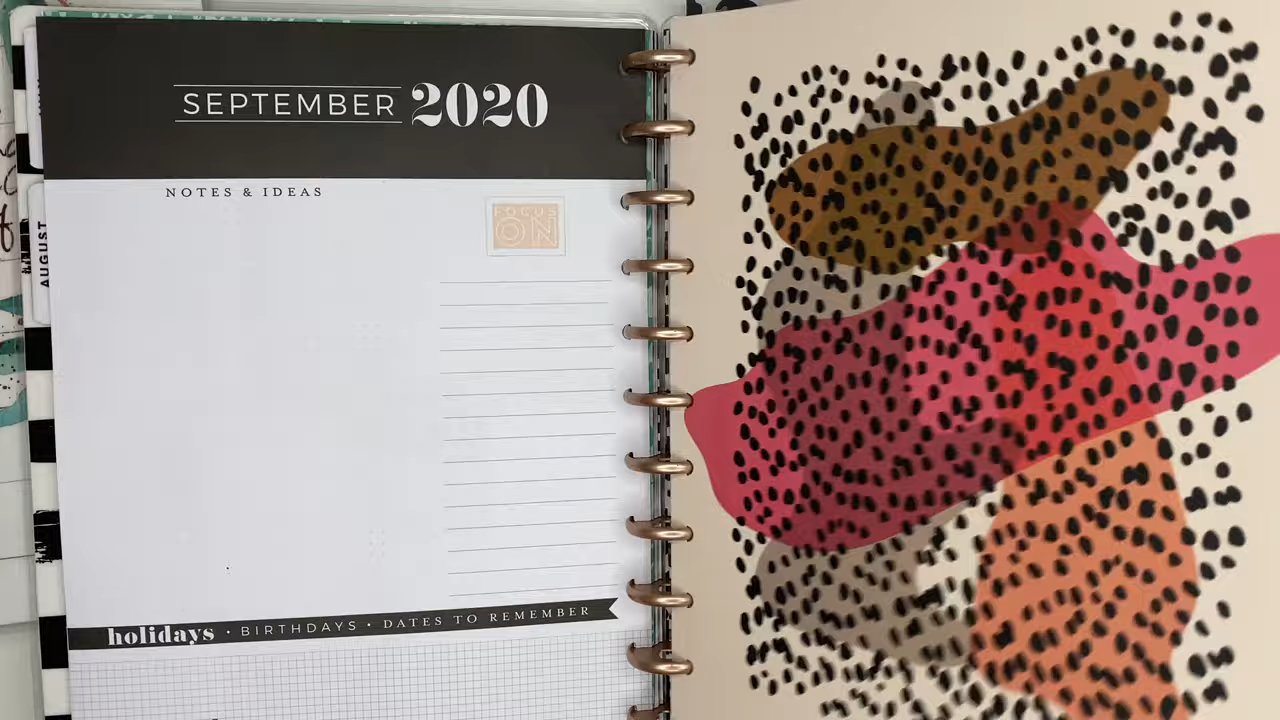 SEPTEMBER 2020
NOTES & IDEAS
FOCUS
ON
AUGUST
holidays • BIRTHDAYS • DATES TO REMEMBER